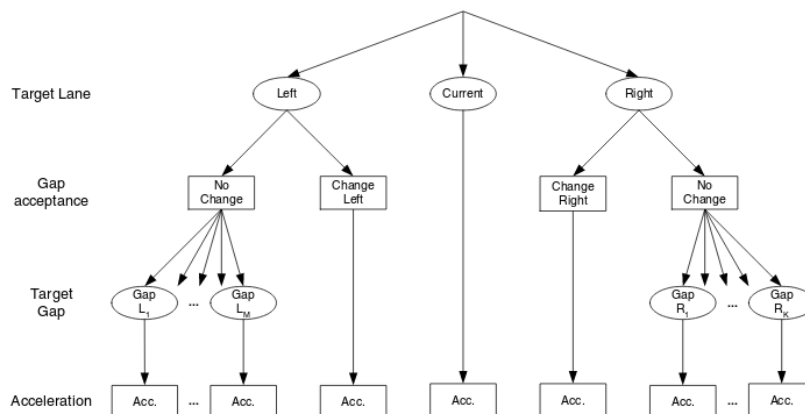 Target Lane
Left
Current
Right
Gap
acceptance
No
Change
Change
Left
Change
Right
No
Change
Target
Gap
Gap
L1
...
Gap
LM
Gap
R1
...
Gap
RK
Acceleration
Acc.
...
Acc.
Acc.
Acc.
Acc.
Acc.
...
Acc.